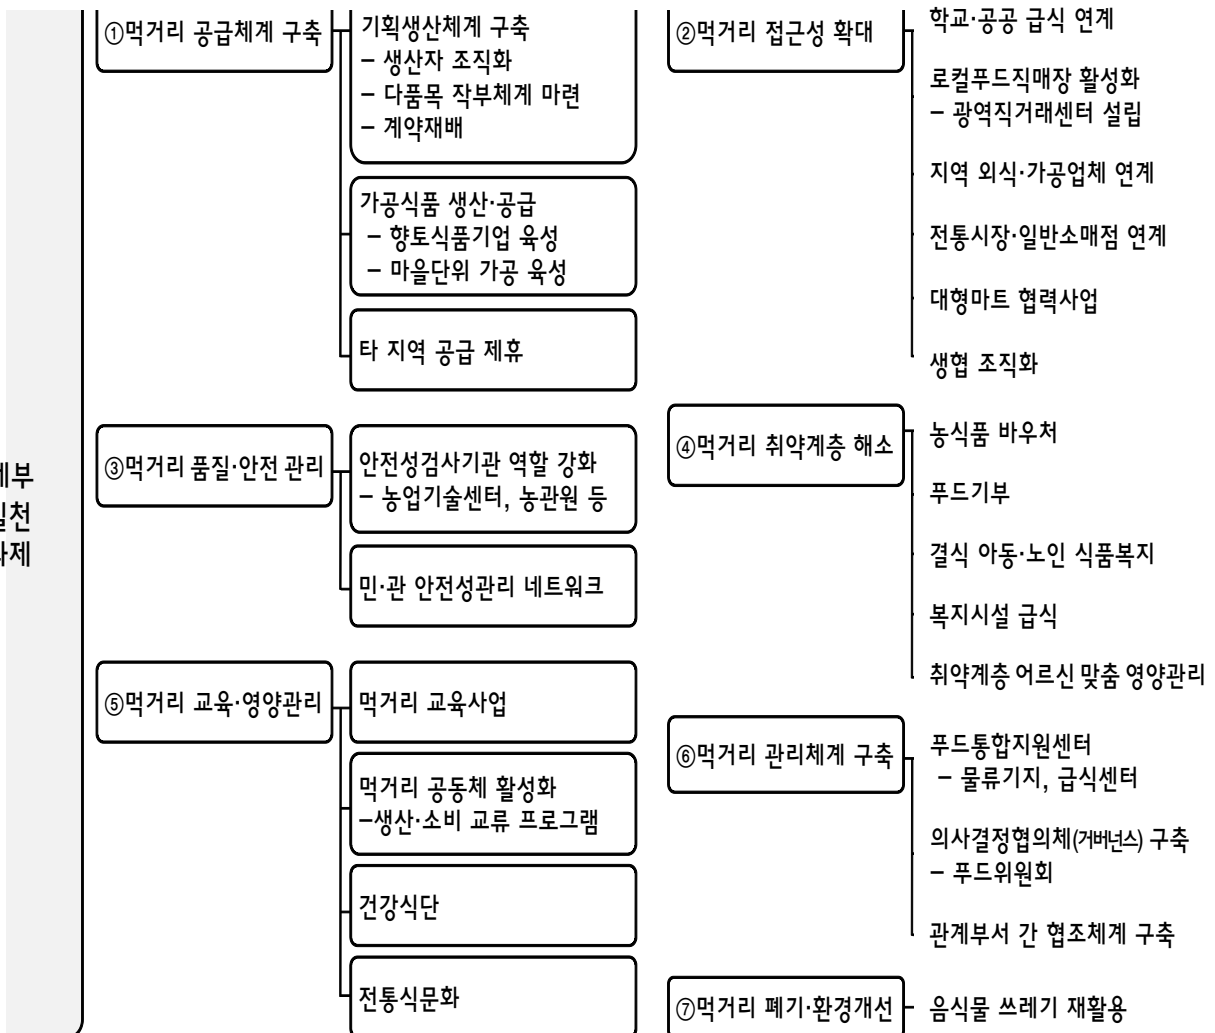 ①먹거리 공급체계 구축
기획생산체계 구축
– 생산자 조직화
– 다품목 작부체계 마련
– 계약재배
가공식품 생산·공급
– 향토식품기업 육성
– 마을단위 가공 육성
타 지역 공급 제휴
②먹거리 접근성 확대
학교·공공 급식 연계
로컬푸드직매장 활성화
– 광역직거래센터 설립
지역 외식·가공업체 연계
전통시장·일반소매점 연계
대형마트 협력사업
생협 조직화
③먹거리 품질·안전 관리
안전성검사기관 역할 강화
– 농업기술센터, 농관원 등
민·관 안전성관리 네트워크
④먹거리 취약계층 해소
농식품 바우처
푸드기부
결식 아동·노인 식품복지
복지시설 급식
취약계층 어르신 맞춤 영양관리
⑤먹거리 교육·영양관리
먹거리 교육사업
먹거리 공동체 활성화
–생산·소비 교류 프로그램
건강식단
전통식문화
⑥먹거리 관리체계 구축
푸드통합지원센터
– 물류기지, 급식센터
의사결정협의체(거버넌스) 구축
– 푸드위원회
관계부서 간 협조체계 구축
⑦먹거리 폐기·환경개선
음식물 쓰레기 재활용